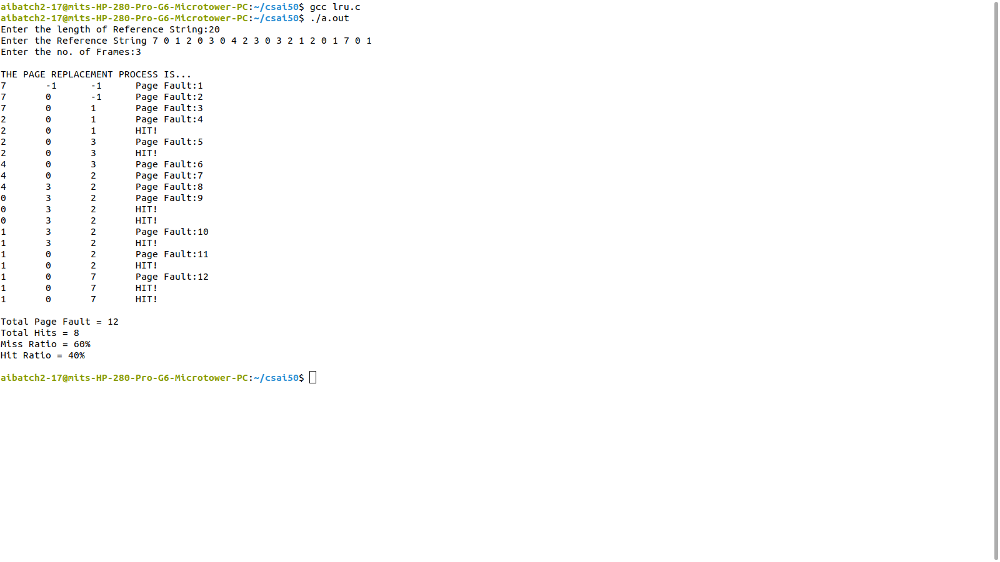 aibatch2-17@mits-HP-280-Pro-G6-Microtower-PC:~/csai50$ gcc lru.c
aibatch2-17@mits-HP-280-Pro-G6-Microtower-PC:~/csai50$ ./a.out
Enter the length of Reference String:20
Enter the Reference String 7 0 1 2 0 3 0 4 2 3 0 3 2 1 2 0 1 7 0 1
Enter the no. of Frames:3

THE PAGE REPLACEMENT PROCESS IS...
7	-1	-1	Page Fault:1
7	0	-1	Page Fault:2
7	0	1	Page Fault:3
2	0	1	Page Fault:4
2	0	1	HIT!
2	0	3	Page Fault:5
2	0	3	HIT!
4	0	3	Page Fault:6
4	0	2	Page Fault:7
4	3	2	Page Fault:8
0	3	2	Page Fault:9
0	3	2	HIT!
0	3	2	HIT!
1	3	2	Page Fault:10
1	3	2	HIT!
1	0	2	Page Fault:11
1	0	2	HIT!
1	0	7	Page Fault:12
1	0	7	HIT!
1	0	7	HIT!

Total Page Fault = 12
Total Hits = 8
Miss Ratio = 60%
Hit Ratio = 40%

aibatch2-17@mits-HP-280-Pro-G6-Microtower-PC:~/csai50$